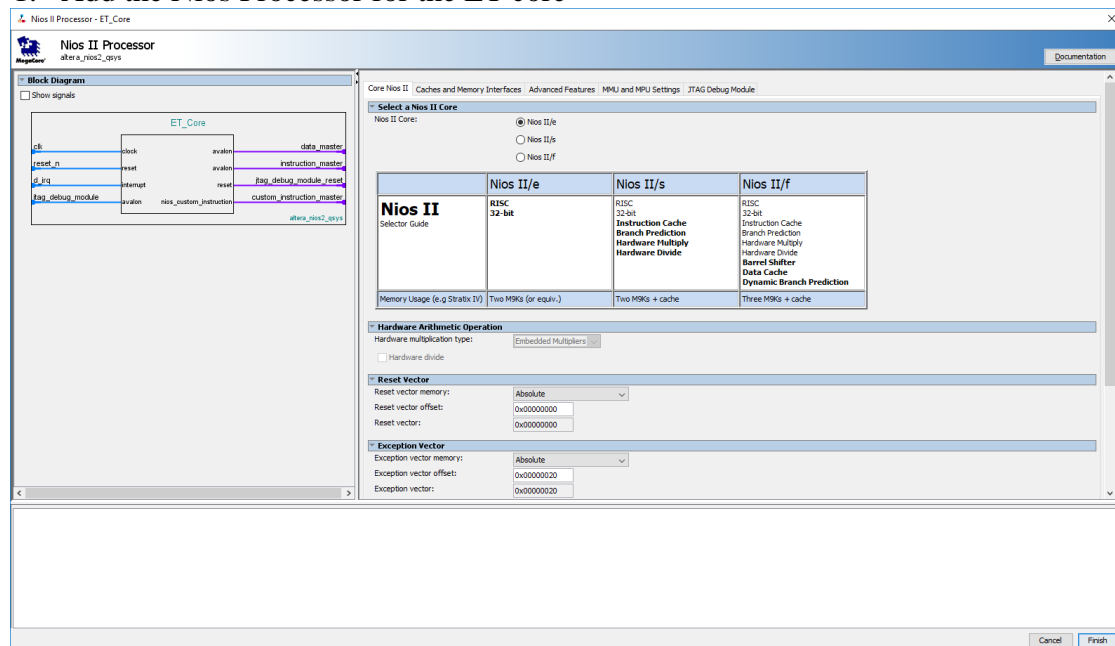 1. Add the Nios Processor for the ET core
Nios II Processor - ET_Core
MegaCore'
Nios II Processor
altera_nios2_qsys
Documentation
Block Diagram
Show signals
ET_Core
clk
clock
avalon
data_master
reset_n
reset
avalon
instruction_master
d_irq
interrupt
reset
jtag_debug_module_reset
jtag_debug_module
avalon
nios_custom_instruction
custom_instruction_master
altera_nios2_qsys
Core Nios II
Caches and Memory Interfaces
Advanced Features
MMU and MPU Settings
JTAG Debug Module
Select a Nios II Core
Nios II Core:
Nios II/e
Nios II/s
Nios II/f
Nios II/e
Nios II/s
Nios II/f
Nios II
Selector Guide
RISC
32-bit
RISC
32-bit
Instruction Cache
Branch Prediction
Hardware Multiply
Hardware Divide
RISC
32-bit
Instruction Cache
Branch Prediction
Hardware Multiply
Hardware Divide
Barrel Shifter
Data Cache
Dynamic Branch Prediction
Memory Usage (e.g Stratix IV)
Two M9Ks (or equiv.)
Two M9Ks + cache
Three M9Ks + cache
Hardware Arithmetic Operation
Hardware multiplication type:
Embedded Multipliers
Hardware divide
Reset Vector
Reset vector memory:
Absolute
Reset vector offset:
0x00000000
Reset vector:
0x00000000
Exception Vector
Exception vector memory:
Absolute
Exception vector offset:
0x00000020
Exception vector:
0x00000020
Cancel
Finish